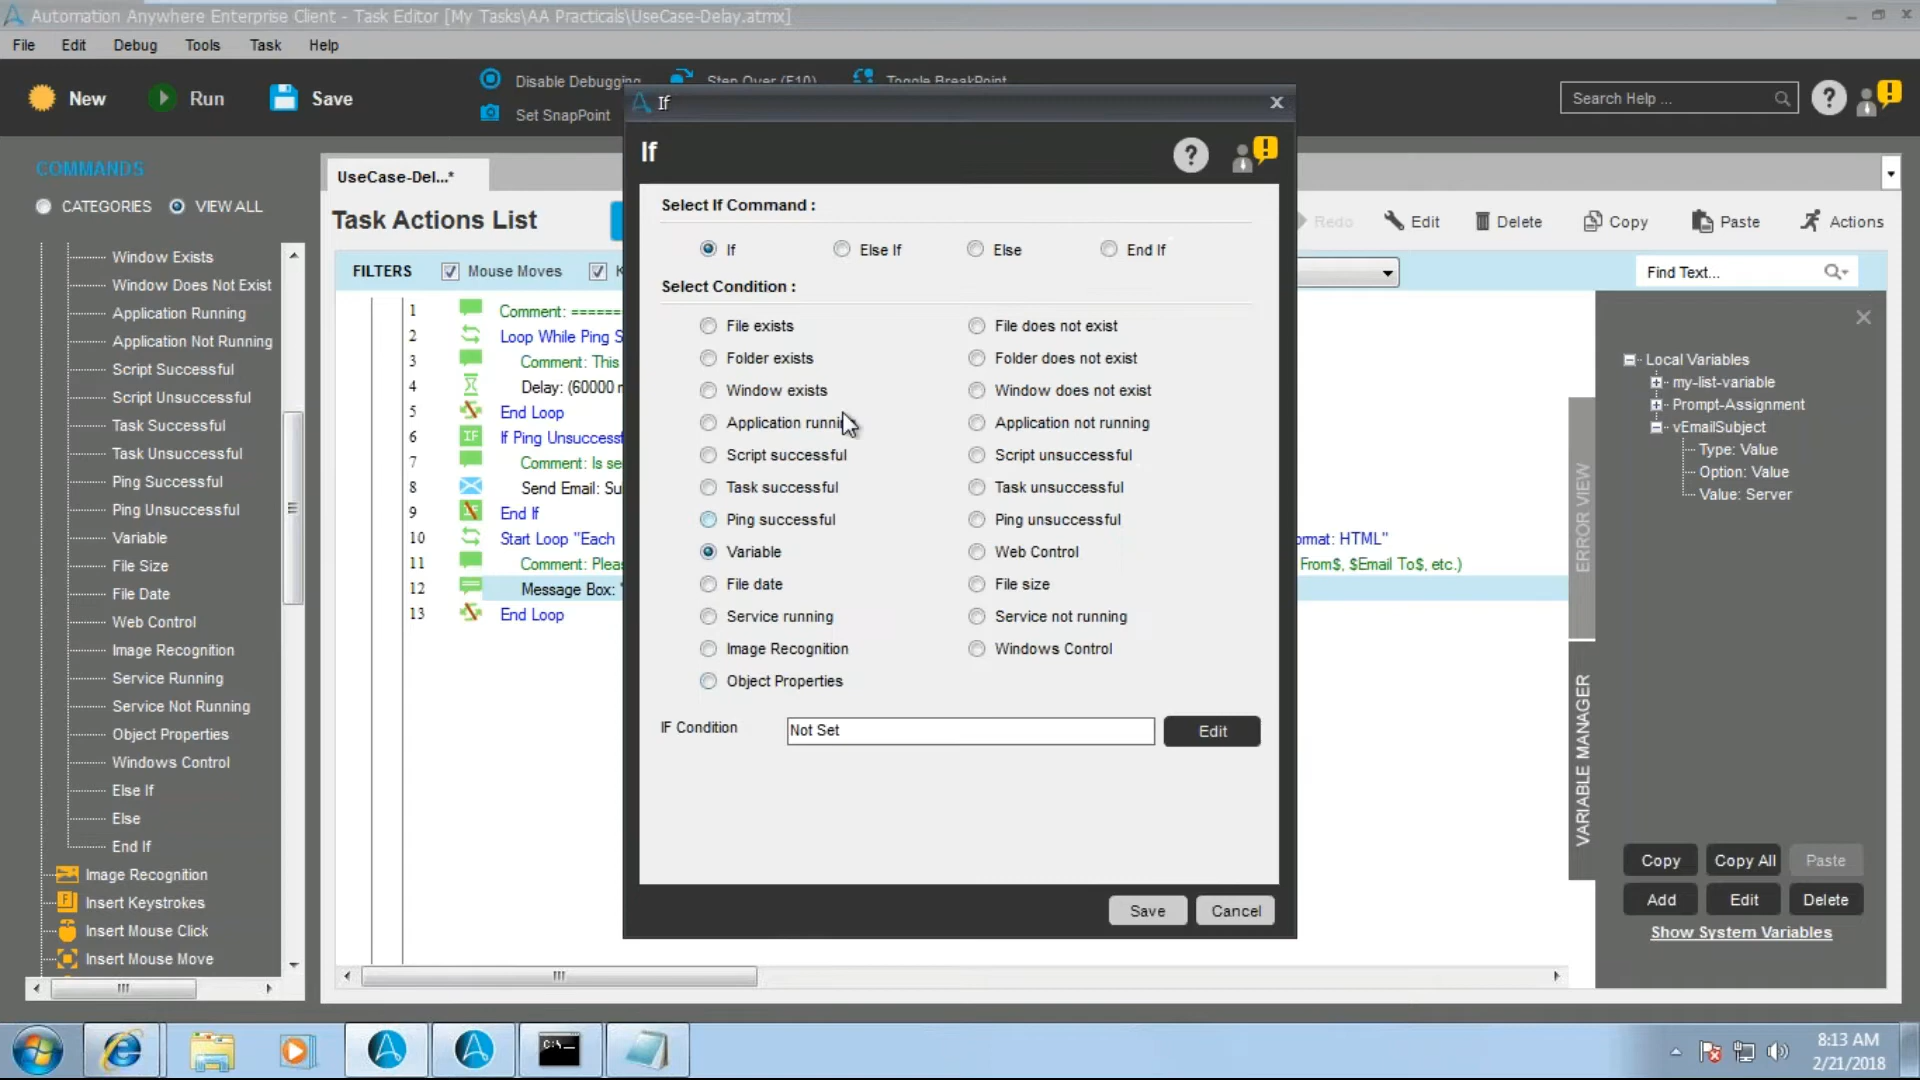 Automation Anywhere Enterprise Client - Task Editor [My Tasks\AA Practicals\UseCase-Delay.atmx]
File Edit Debug Tools Task Help
New Run Save
Disable Debugging Step Over (F10) Toggle BreakPoint
Set SnapPoint
Search Help ...
COMMANDS
CATEGORIES VIEW ALL
Window Exists
Window Does Not Exist
Application Running
Application Not Running
Script Successful
Script Unsuccessful
Task Successful
Task Unsuccessful
Ping Successful
Ping Unsuccessful
Variable
File Size
File Date
Web Control
Image Recognition
Service Running
Service Not Running
Object Properties
Windows Control
Else If
Else
End If
Image Recognition
Insert Keystrokes
Insert Mouse Click
Insert Mouse Move
UseCase-Del...*
Task Actions List
Redo Edit Delete Copy Paste Actions
FILTERS Mouse Moves K
Find Text...
1 Comment: ======
2 Loop While Ping S
3 Comment: This
4 Delay: (60000 m
5 End Loop
6 IF If Ping Unsuccessf
7 Comment: Is se
8 Send Email: Su
9 End If
10 Start Loop "Each ormat: HTML"
11 Comment: Pleas From$, $Email To$, etc.)
12 Message Box: "
13 End Loop
If
If
Select If Command :
If Else If Else End If
Select Condition :
File exists File does not exist
Folder exists Folder does not exist
Window exists Window does not exist
Application running Application not running
Script successful Script unsuccessful
Task successful Task unsuccessful
Ping successful Ping unsuccessful
Variable Web Control
File date File size
Service running Service not running
Image Recognition Windows Control
Object Properties
IF Condition Not Set Edit
Save Cancel
ERROR VIEW
VARIABLE MANAGER
Local Variables
my-list-variable
Prompt-Assignment
vEmailSubject
Type: Value
Option: Value
Value: Server
Copy Copy All Paste
Add Edit Delete
Show System Variables
C:\_
8:13 AM
2/21/2018